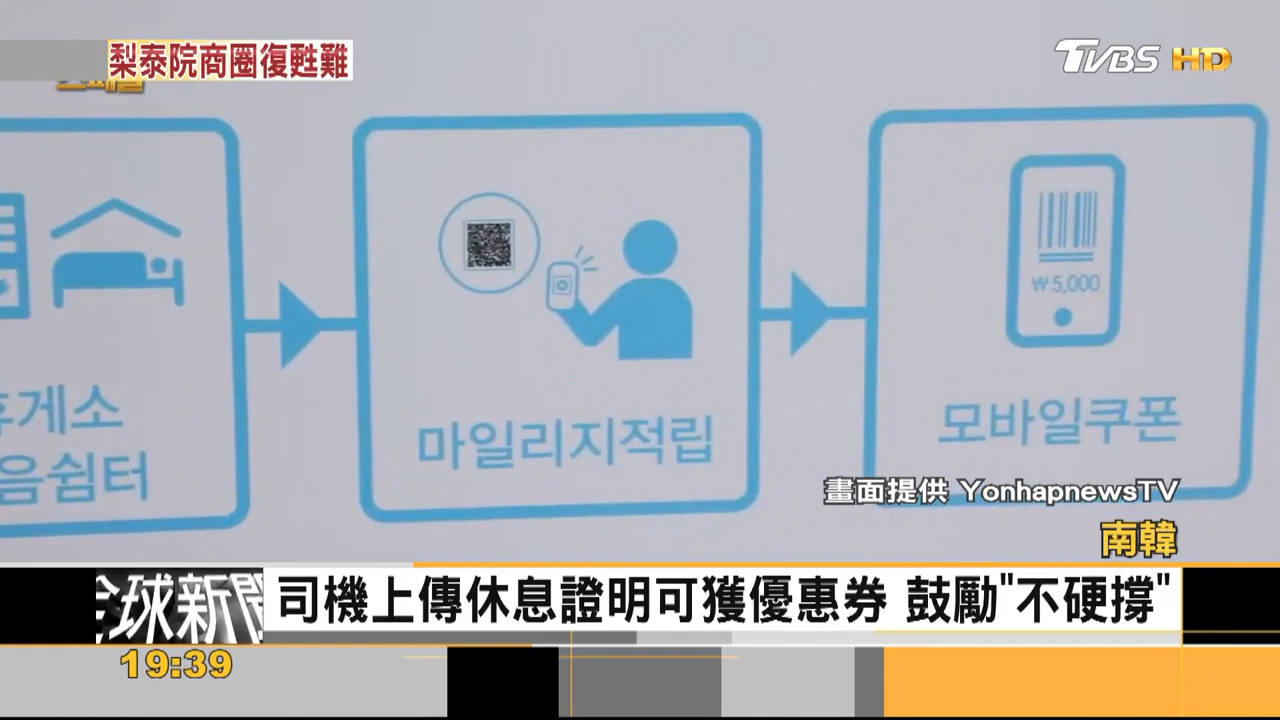 梨泰院商圈復甦難
TVBS HD
₩5,000
휴게소
마일리지적립
모바일쿠폰
음쉼터
畫面提供 YonhapnewsTV
南韓
全球新聞
司機上傳休息證明可獲優惠券 鼓勵"不硬撐"
19:39